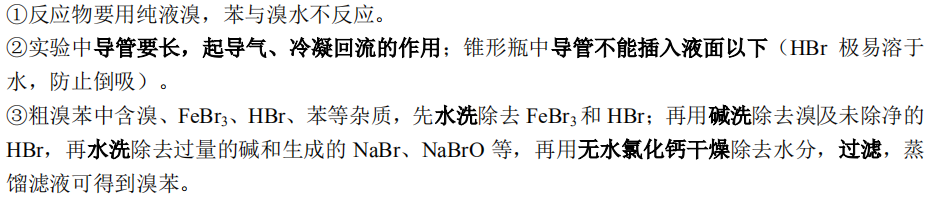 ①反应物要用纯液溴，苯与溴水不反应。
②实验中导管要长，起导气、冷凝回流的作用；锥形瓶中导管不能插入液面以下（HBr 极易溶于
水，防止倒吸）。
③粗溴苯中含溴、FeBr₃、HBr、苯等杂质，先水洗除去 FeBr₃ 和 HBr；再用碱洗除去溴及未除净的
HBr，再水洗除去过量的碱和生成的 NaBr、NaBrO 等，再用无水氯化钙干燥除去水分，过滤，蒸
馏滤液可得到溴苯。